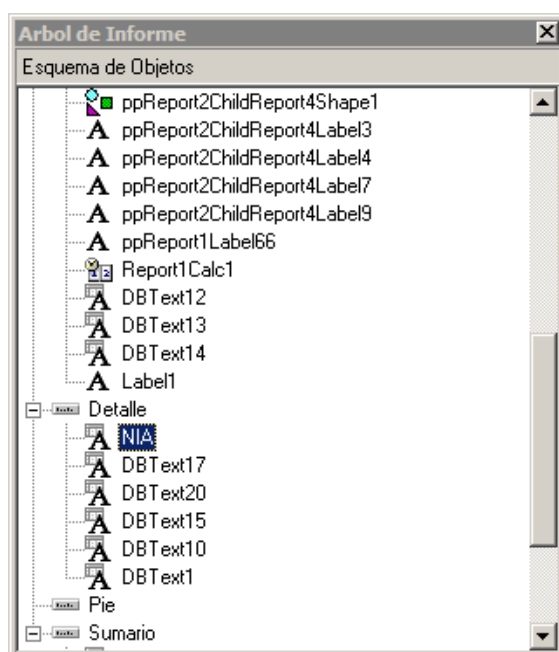 Arbol de Informe
Esquema de Objetos
ppReport2ChildReport4Shape1
ppReport2ChildReport4Label3
ppReport2ChildReport4Label4
ppReport2ChildReport4Label7
ppReport2ChildReport4Label9
ppReport1Label66
Report1Calc1
DBText12
DBText13
DBText14
Label1
Detalle
NIA
DBText17
DBText20
DBText15
DBText10
DBText1
Pie
Sumario